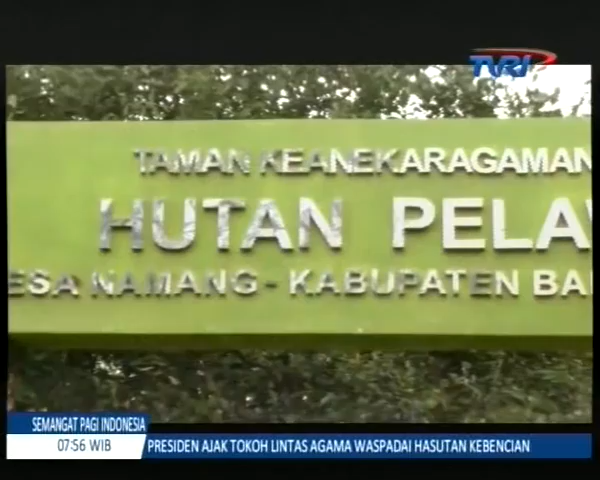 TVRI
TAMAN KEANEKARAGAMAN
HUTAN PELA
ESA NAMANG - KABUPATEN BA
SEMANGAT PAGI INDONESIA
07:56 WIB
PRESIDEN AJAK TOKOH LINTAS AGAMA WASPADAI HASUTAN KEBENCIAN